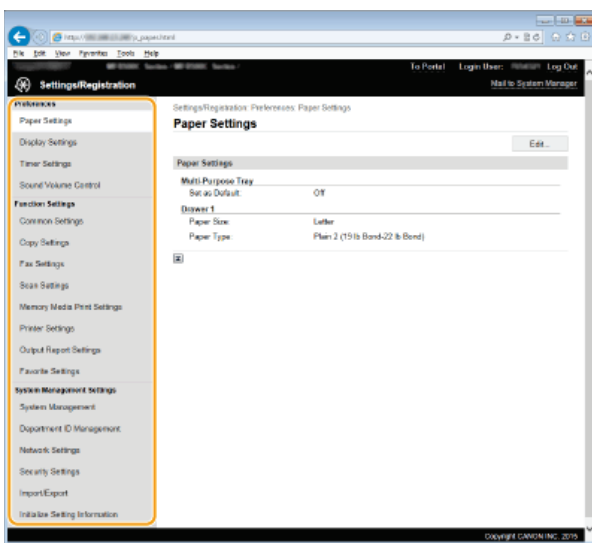 File Edit View Favorites Tools Help
To Portal Login User: Log Out
Settings/Registration
Mail to System Manager
Preferences
Paper Settings
Display Settings
Timer Settings
Sound Volume Control
Function Settings
Common Settings
Copy Settings
Fax Settings
Scan Settings
Memory Media Print Settings
Printer Settings
Output Report Settings
Favorite Settings
System Management Settings
System Management
Department ID Management
Network Settings
Security Settings
Import/Export
Initialize Setting Information
Settings/Registration: Preferences: Paper Settings
Paper Settings
Edit...
Paper Settings
Multi-Purpose Tray
Set as Default: Off
Drawer 1
Paper Size: Letter
Paper Type: Plain 2 (19 lb Bond-22 lb Bond)
Copyright CANON INC. 2015